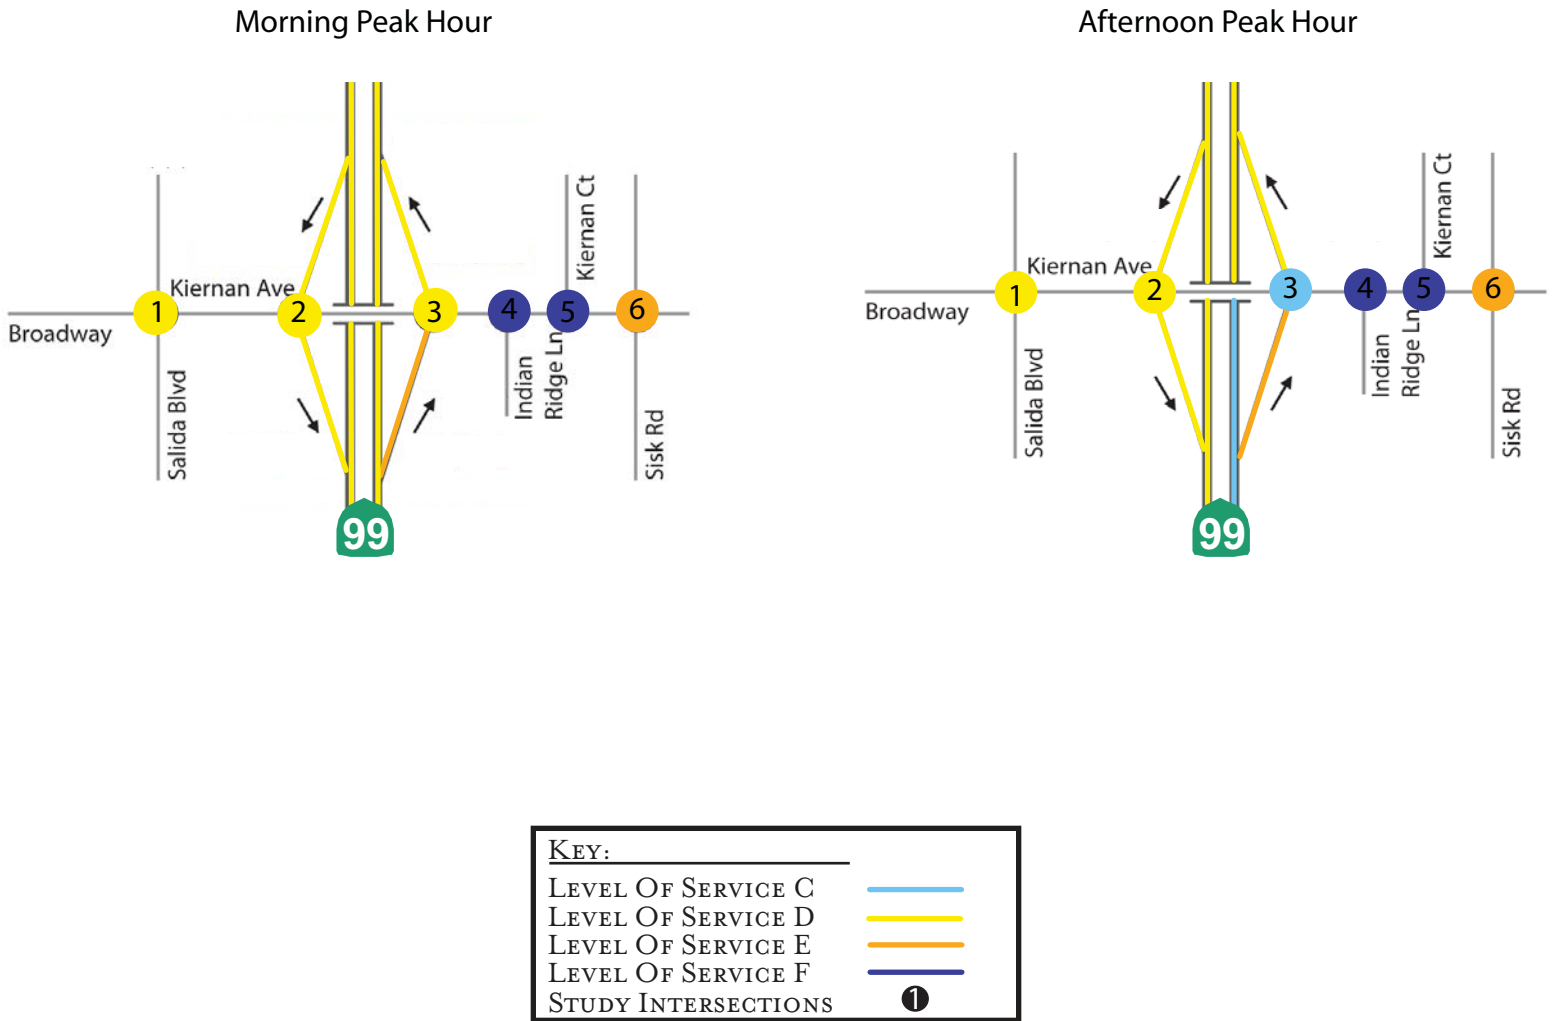 Morning Peak Hour
Afternoon Peak Hour
Kiernan Ave
Broadway
Salida Blvd
1
2
3
4
5
6
Indian
Ridge Ln
Kiernan Ct
Sisk Rd
99
Kiernan Ave
Broadway
Salida Blvd
1
2
3
4
5
6
Indian
Ridge Ln
Kiernan Ct
Sisk Rd
99
KEY:
LEVEL OF SERVICE C
LEVEL OF SERVICE D
LEVEL OF SERVICE E
LEVEL OF SERVICE F
STUDY INTERSECTIONS 1